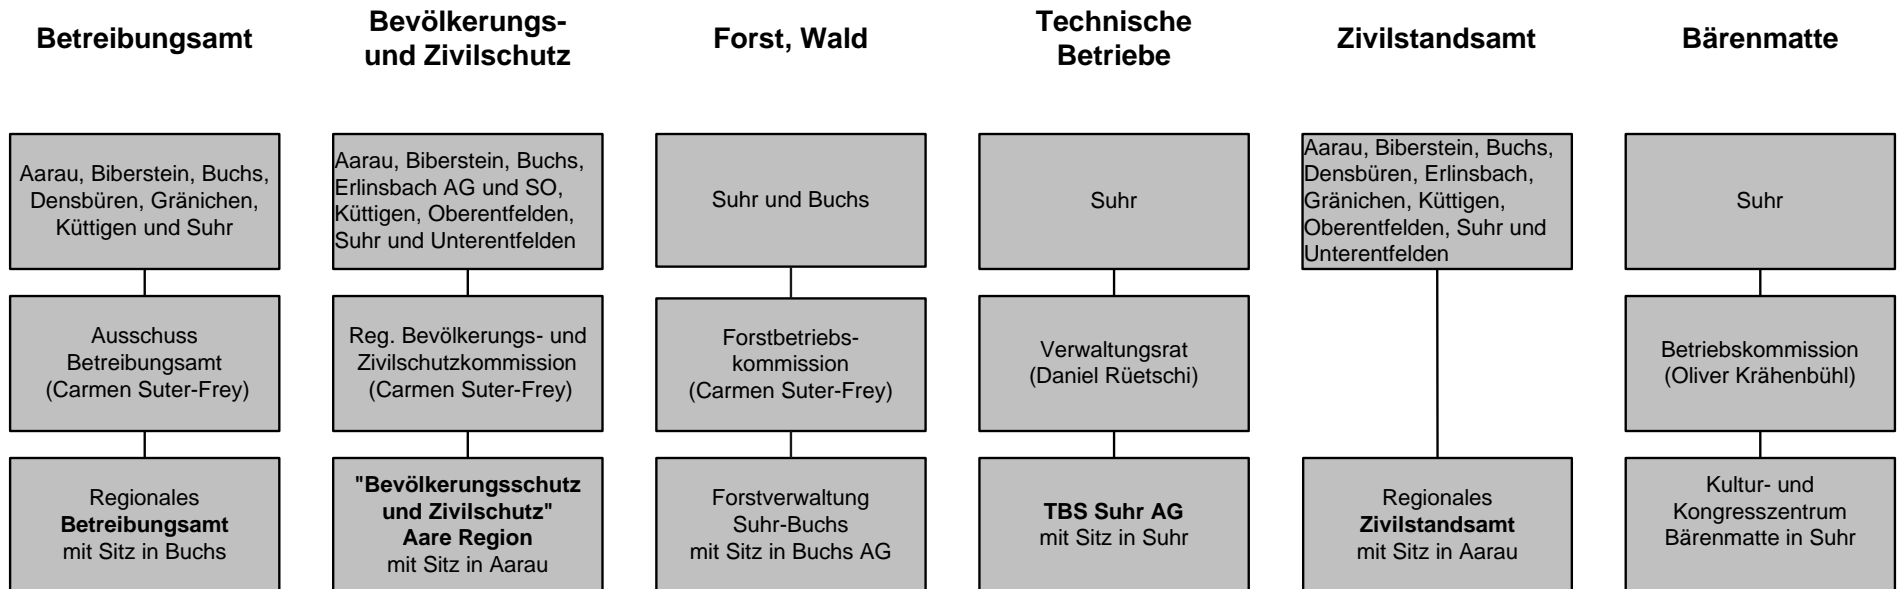 Betreibungsamt
Bevölkerungs-
und Zivilschutz
Forst, Wald
Technische
Betriebe
Zivilstandsamt
Bärenmatte
Aarau, Biberstein, Buchs,
Densbüren, Gränichen,
Küttigen und Suhr
Aarau, Biberstein, Buchs,
Erlinsbach AG und SO,
Küttigen, Oberentfelden,
Suhr und Unterentfelden
Suhr und Buchs
Suhr
Aarau, Biberstein, Buchs,
Densbüren, Erlinsbach,
Gränichen, Küttigen,
Oberentfelden, Suhr und
Unterentfelden
Suhr
Ausschuss
Betreibungsamt
(Carmen Suter-Frey)
Reg. Bevölkerungs- und
Zivilschutzkommission
(Carmen Suter-Frey)
Forstbetriebs-
kommission
(Carmen Suter-Frey)
Verwaltungsrat
(Daniel Rüetschi)
Betriebskommission
(Oliver Krähenbühl)
Regionales
Betreibungsamt
mit Sitz in Buchs
"Bevölkerungsschutz
und Zivilschutz"
Aare Region
mit Sitz in Aarau
Forstverwaltung
Suhr-Buchs
mit Sitz in Buchs AG
TBS Suhr AG
mit Sitz in Suhr
Regionales
Zivilstandsamt
mit Sitz in Aarau
Kultur- und
Kongresszentrum
Bärenmatte in Suhr